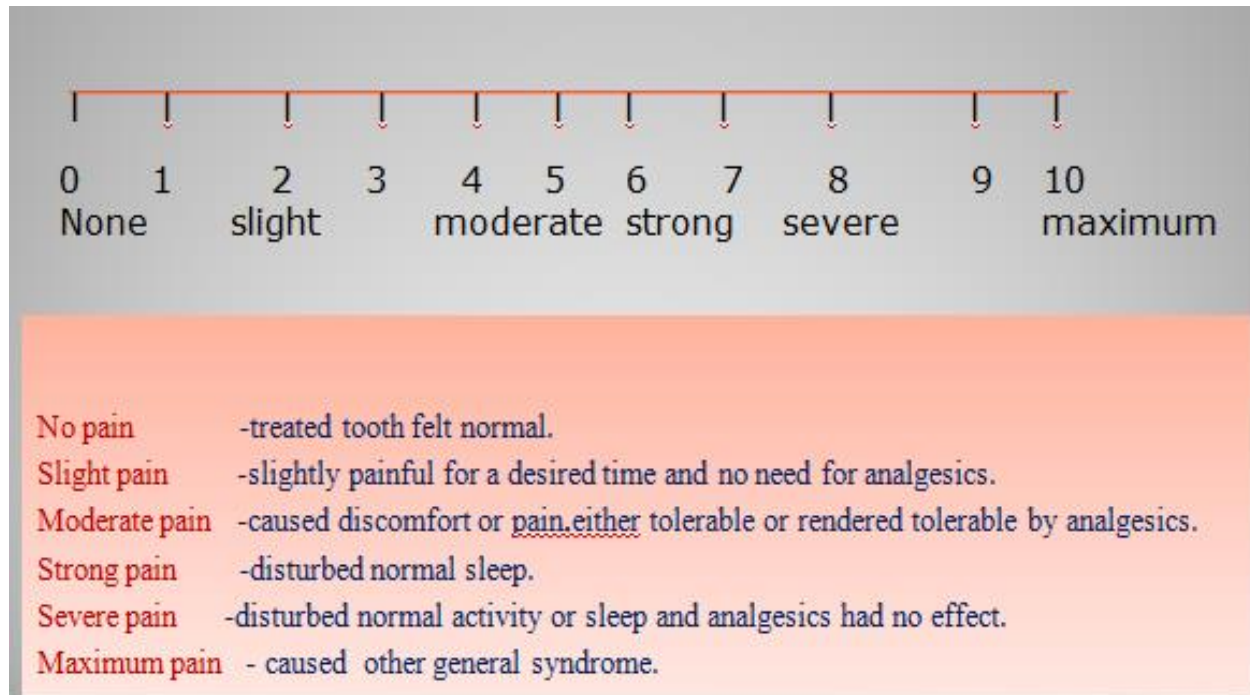 0 1 2 3 4 5 6 7 8 9 10
None slight moderate strong severe maximum
No pain -treated tooth felt normal.
Slight pain -slightly painful for a desired time and no need for analgesics.
Moderate pain -caused discomfort or pain.either tolerable or rendered tolerable by analgesics.
Strong pain -disturbed normal sleep.
Severe pain -disturbed normal activity or sleep and analgesics had no effect.
Maximum pain - caused other general syndrome.